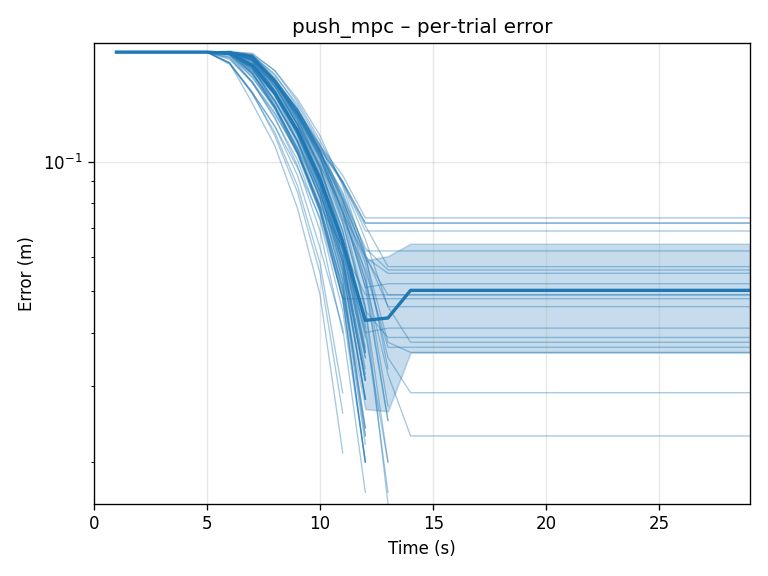 push_mpc – per-trial error
10⁻¹
Error (m)
0 5 10 15 20 25
Time (s)